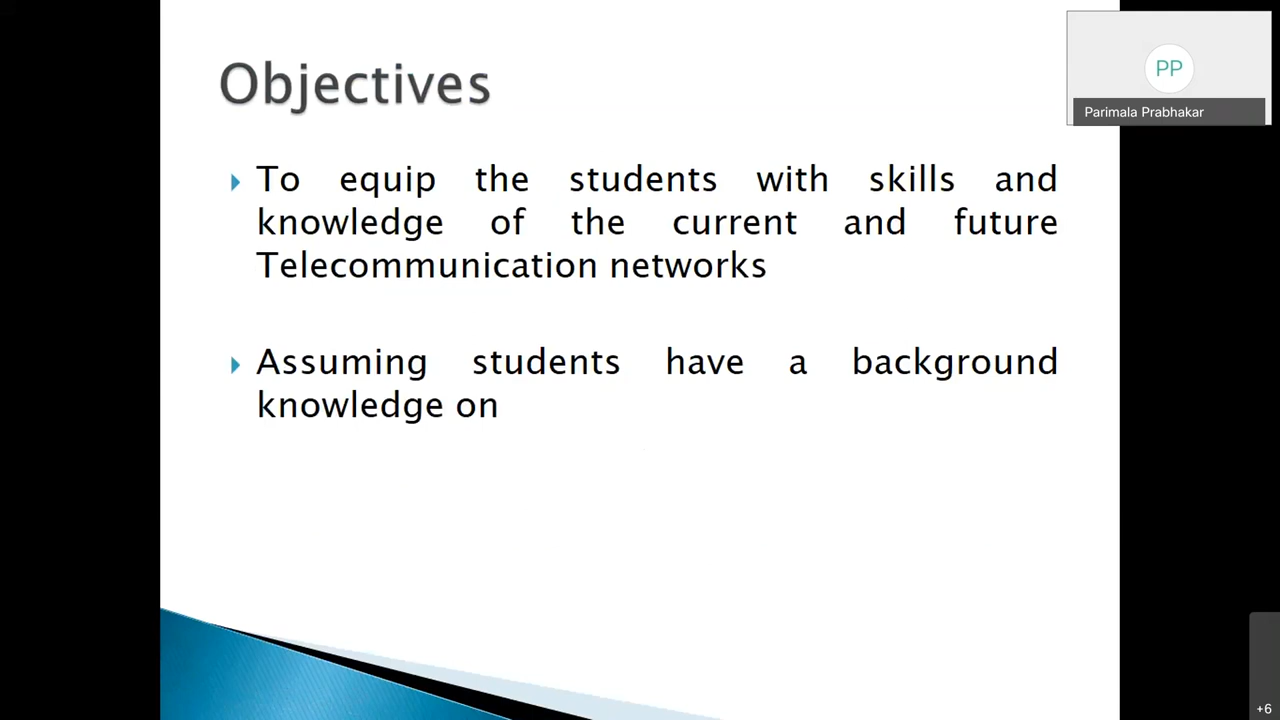 Objectives
To equip the students with skills and
knowledge of the current and future
Telecommunication networks
Assuming students have a background
knowledge on
PP
Parimala Prabhakar
+6